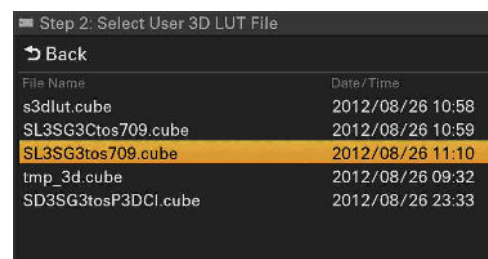 Step 2: Select User 3D LUT File
Back
File Name Date/Time
s3dlut.cube 2012/08/26 10:58
SL3SG3Ctos709.cube 2012/08/26 10:59
SL3SG3tos709.cube 2012/08/26 11:10
tmp_3d.cube 2012/08/26 09:32
SD3SG3tosP3DCI.cube 2012/08/26 23:33